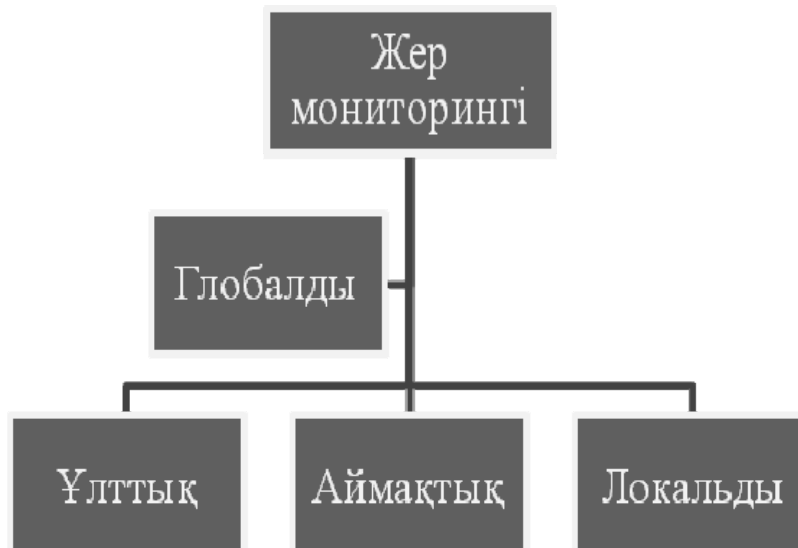 Жер
мониторингі
Глобалды
Ұлттық
Аймақтық
Локальды